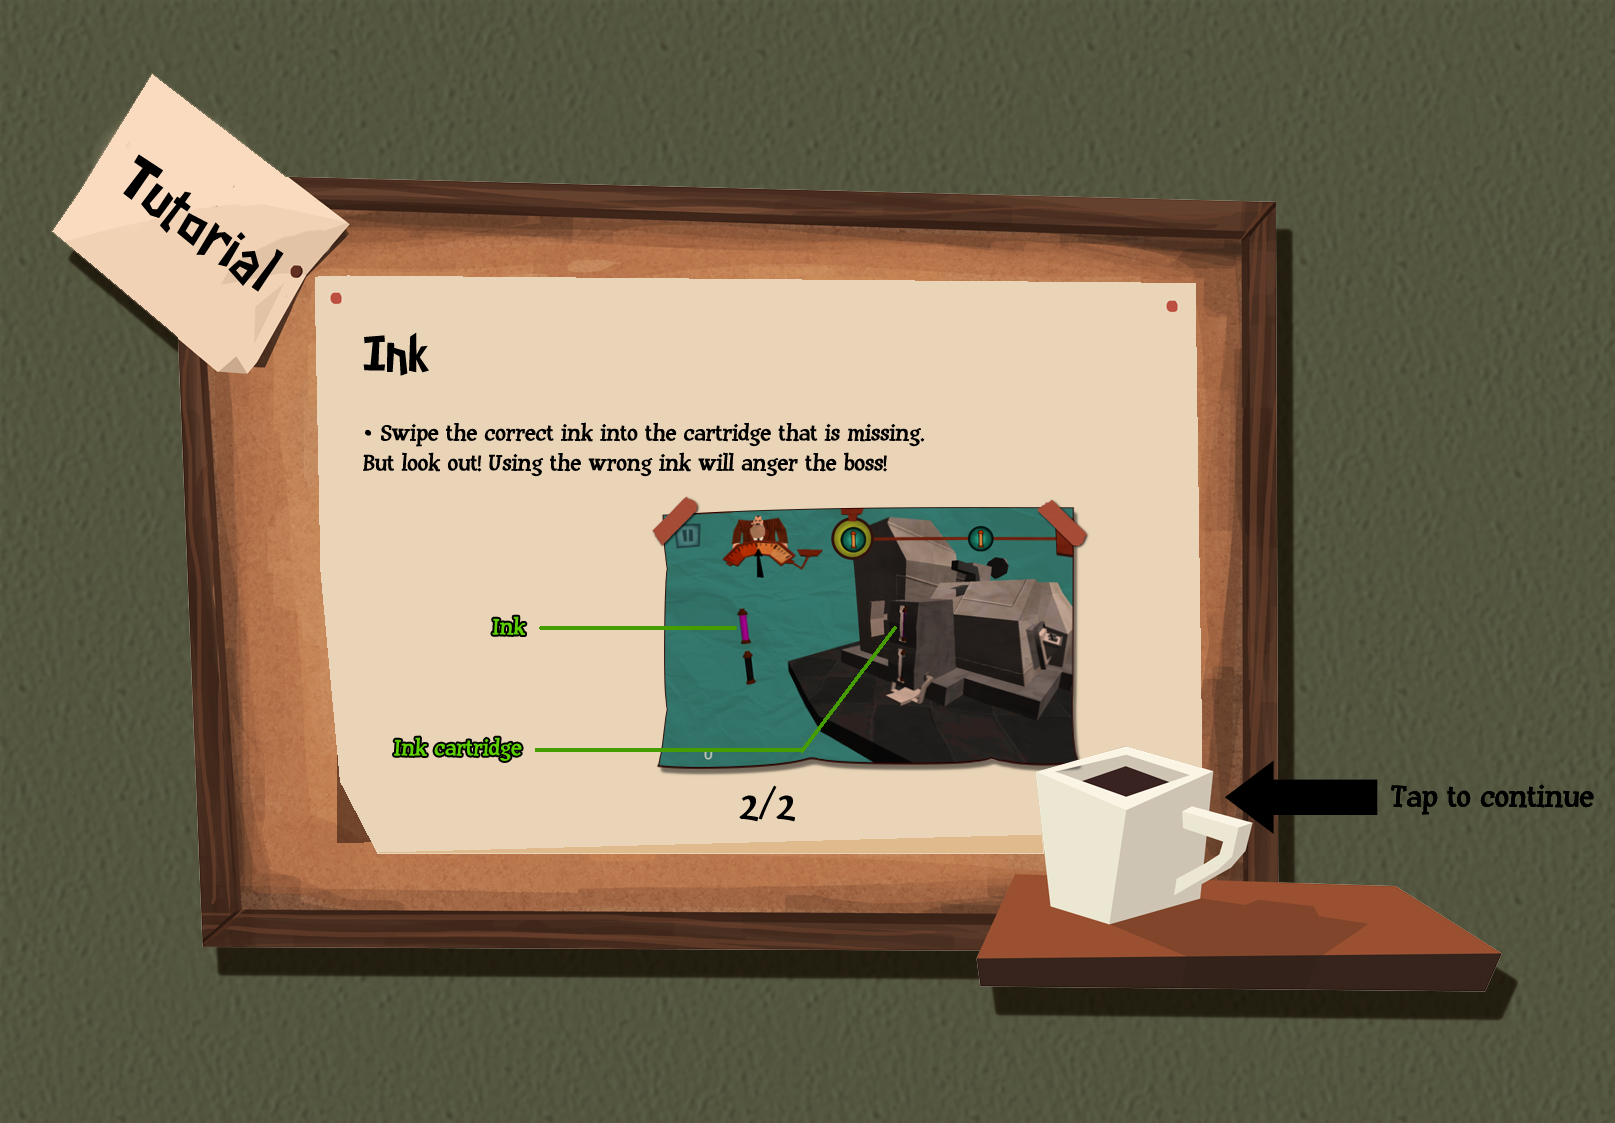 Tutorial
Ink
• Swipe the correct ink into the cartridge that is missing.
But look out! Using the wrong ink will anger the boss!
Ink
Ink cartridge
0
2/2
Tap to continue